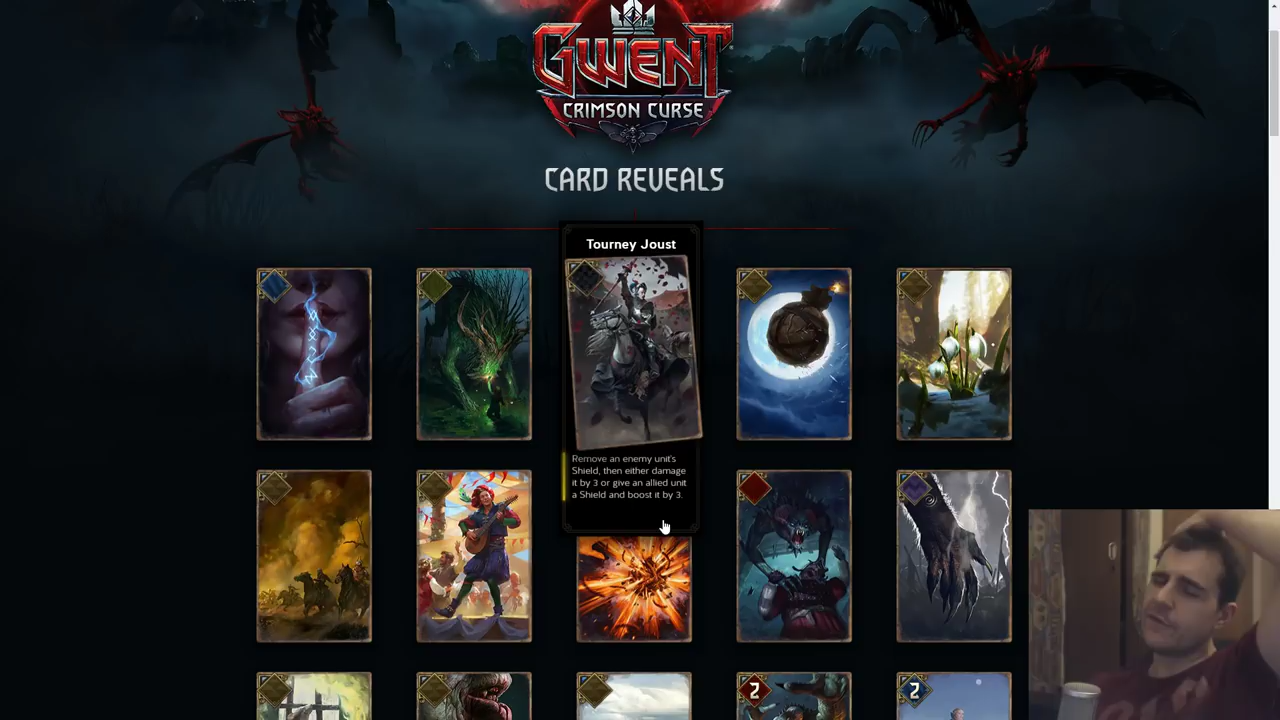 GWENT
CRIMSON CURSE
CARD REVEALS
Tourney Joust
Remove an enemy unit's
Shield, then either damage
it by 3 or give an allied unit
a Shield and boost it by 3.
2
2